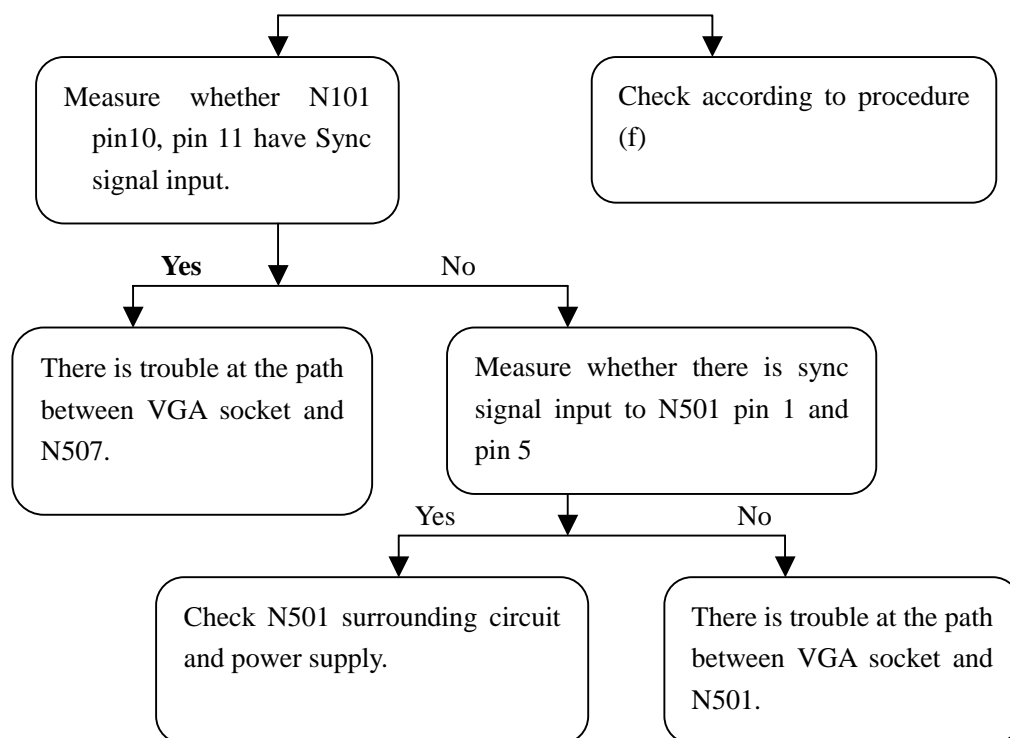 Measure whether N101
pin10, pin 11 have Sync
signal input.
Check according to procedure
(f)
Yes
No
There is trouble at the path
between VGA socket and
N507.
Measure whether there is sync
signal input to N501 pin 1 and
pin 5
Yes
No
Check N501 surrounding circuit
and power supply.
There is trouble at the path
between VGA socket and
N501.